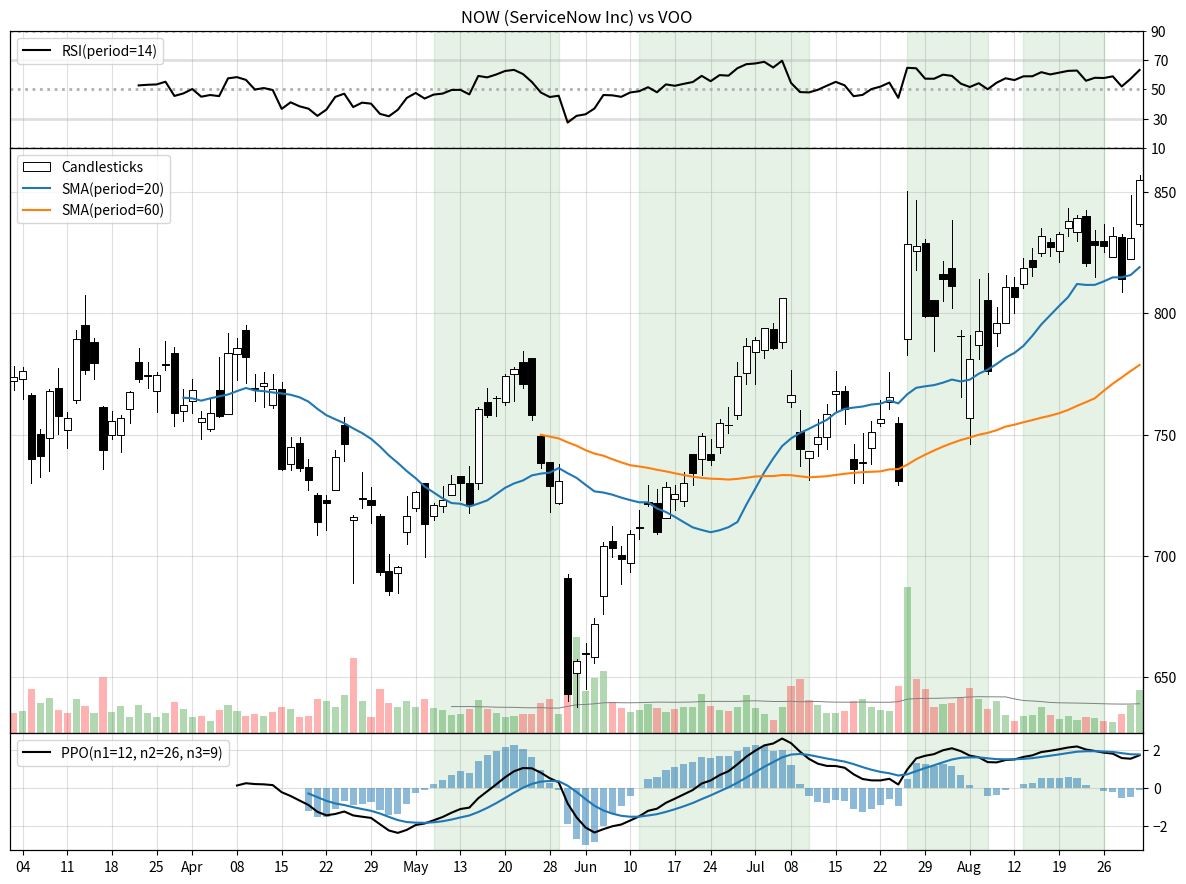 NOW (ServiceNow Inc) vs VOO
RSI(period=14)
90
70
50
30
10
Candlesticks
SMA(period=20)
SMA(period=60)
850
800
750
700
650
PPO(n1=12, n2=26, n3=9)
2
0
−2
04 11 18 25 Apr 08 15 22 29 May 13 20 28 Jun 10 17 24 Jul 08 15 22 29 Aug 12 19 26